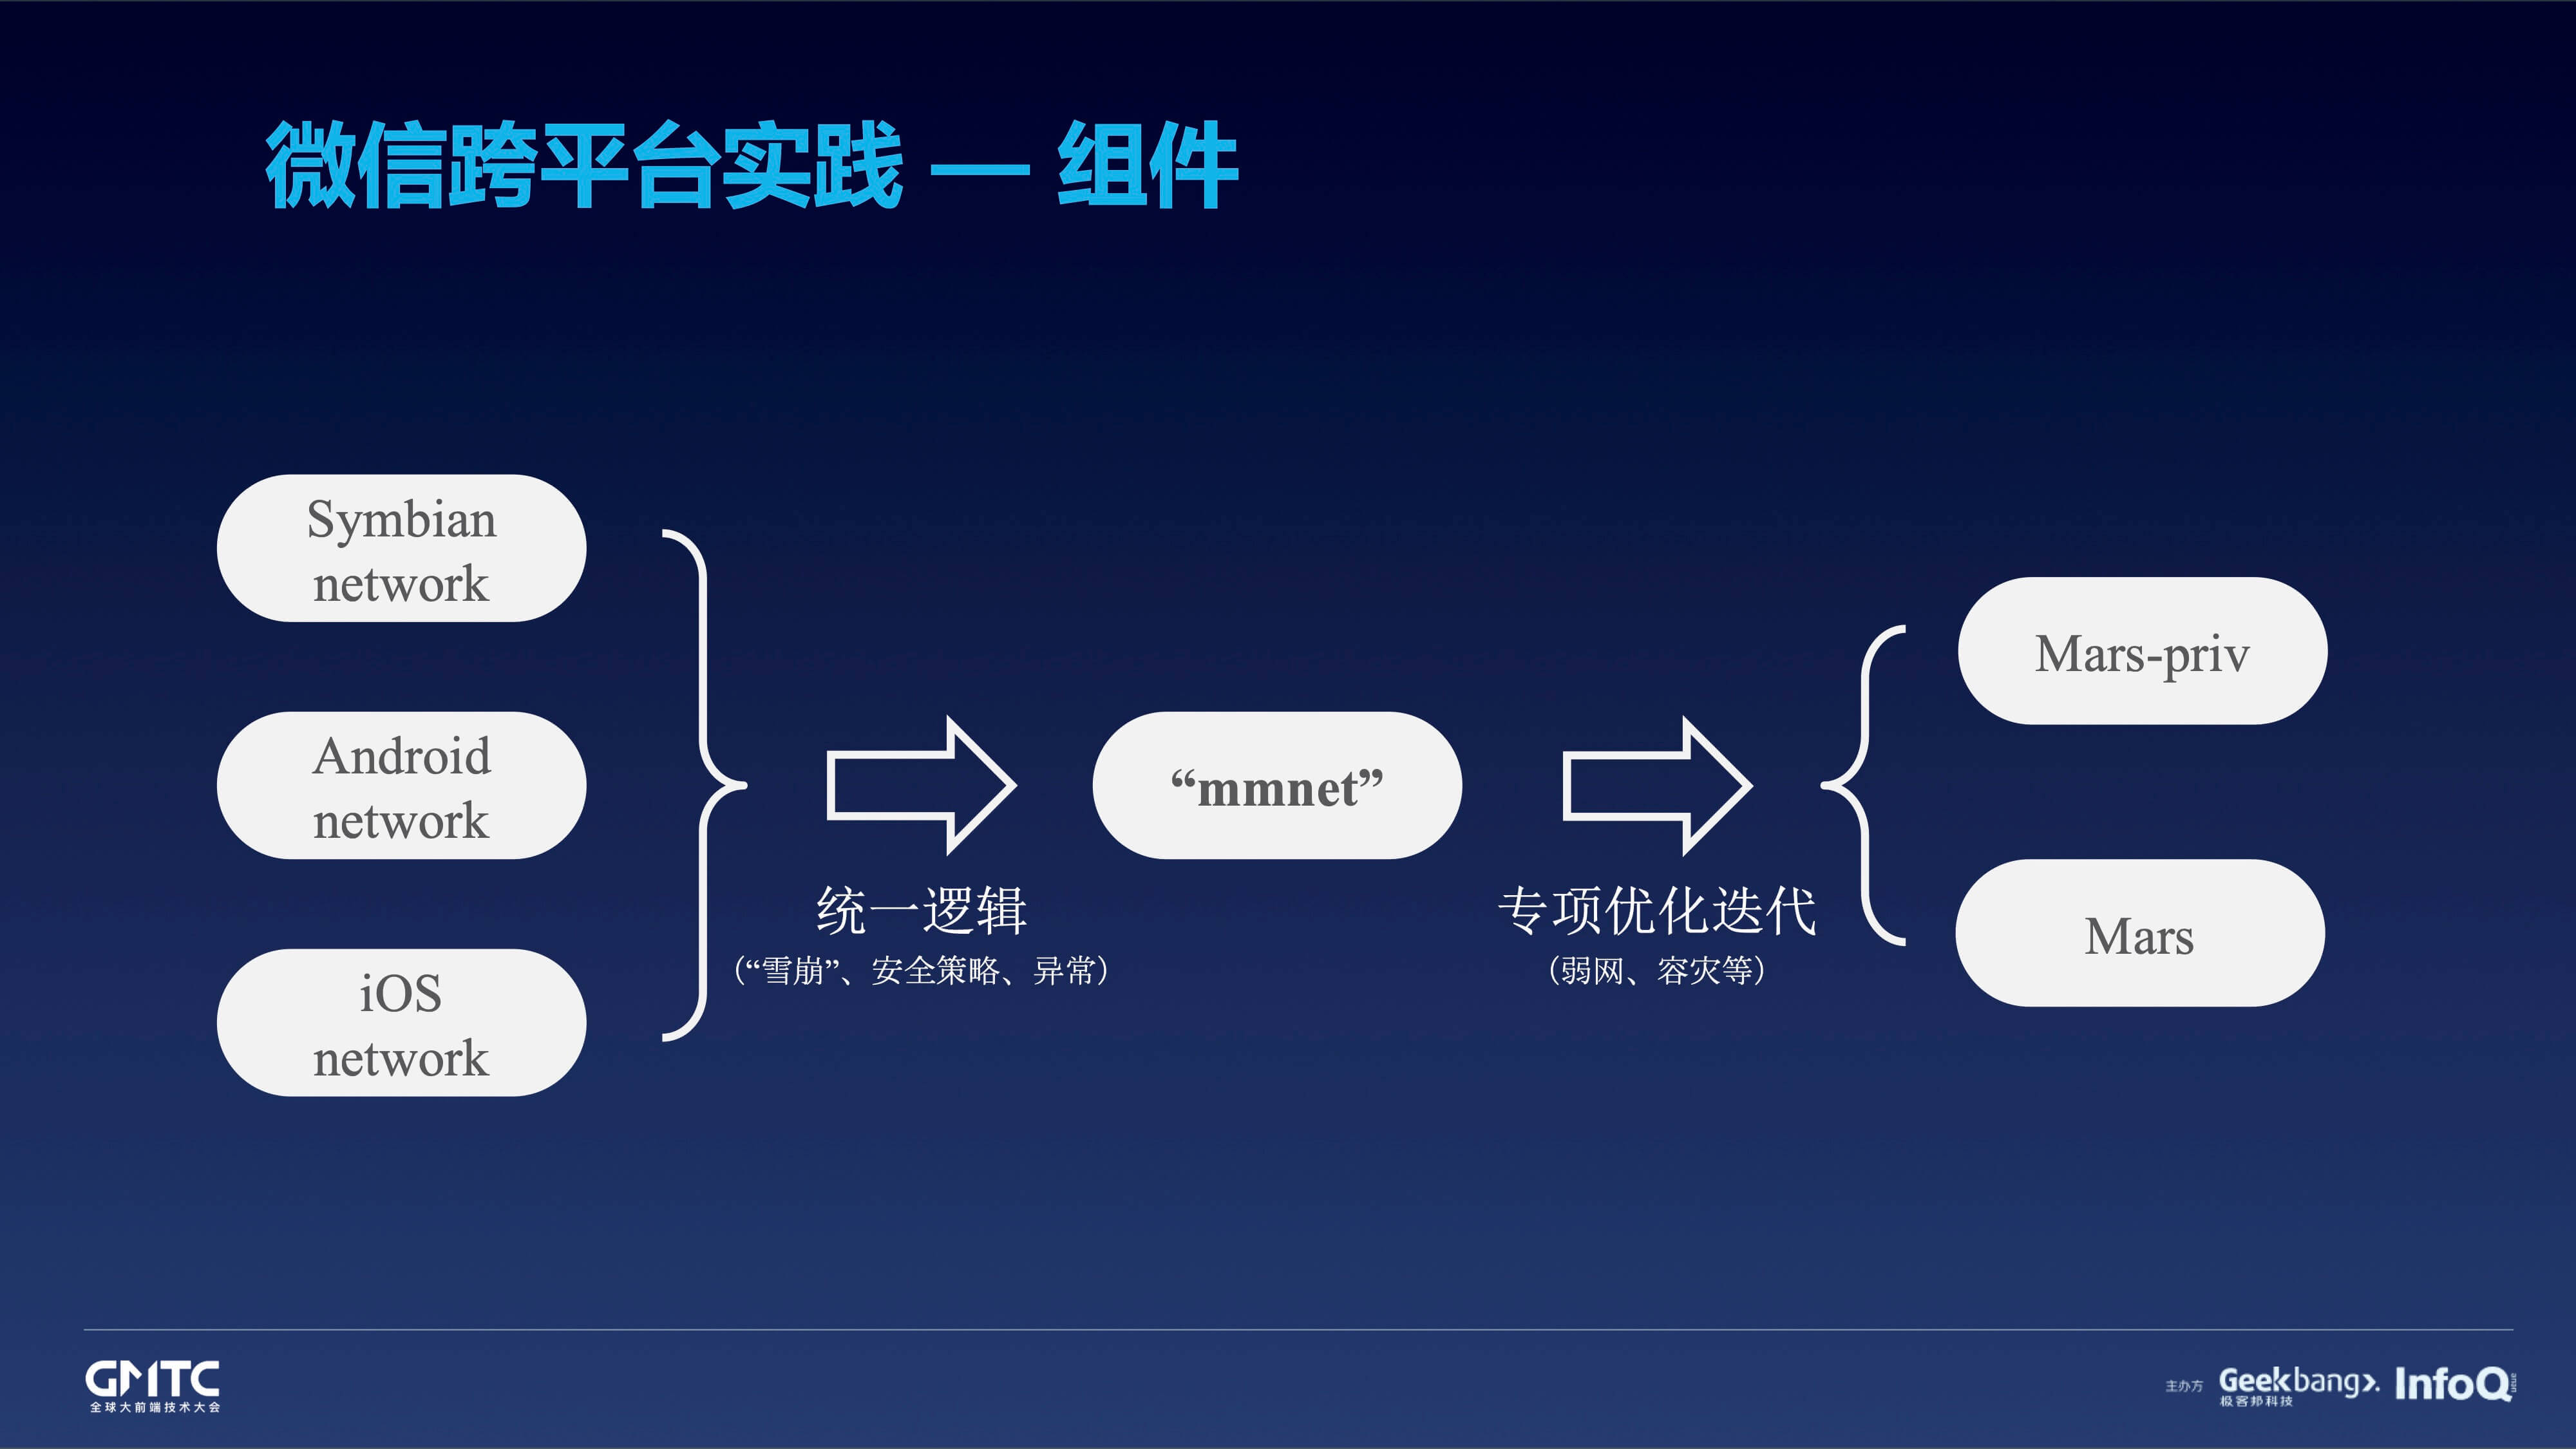 微信跨平台实践 — 组件
Symbian
network
Android
network
iOS
network
统一逻辑
（“雪崩”、安全策略、异常）
“mmnet”
专项优化迭代
（弱网、容灾等）
Mars-priv
Mars
GMTC
全球大前端技术大会
主办方
Geekbang>.
极客邦科技
InfoQ